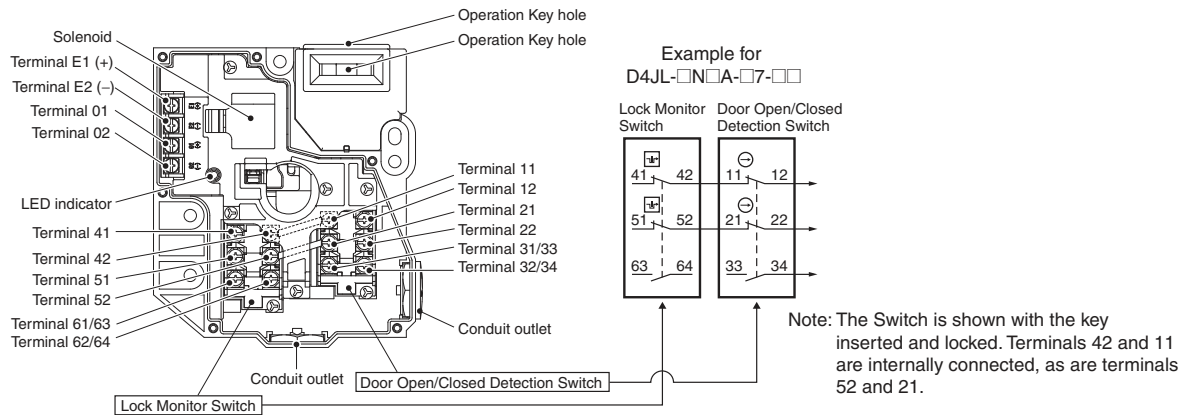 Operation Key hole
Solenoid
Operation Key hole
Terminal E1 (+)
Terminal E2 (–)
Terminal 01
Terminal 02
LED indicator
Terminal 41
Terminal 42
Terminal 51
Terminal 52
Terminal 61/63
Terminal 62/64
Terminal 11
Terminal 12
Terminal 21
Terminal 22
Terminal 31/33
Terminal 32/34
Conduit outlet
Conduit outlet
Door Open/Closed Detection Switch
Lock Monitor Switch
Example for
D4JL-□N□A-□7-□□
Lock Monitor
Switch
Door Open/Closed
Detection Switch
41 42 11 12
51 52 21 22
63 64 33 34
Note: The Switch is shown with the key
inserted and locked. Terminals 42 and 11
are internally connected, as are terminals
52 and 21.